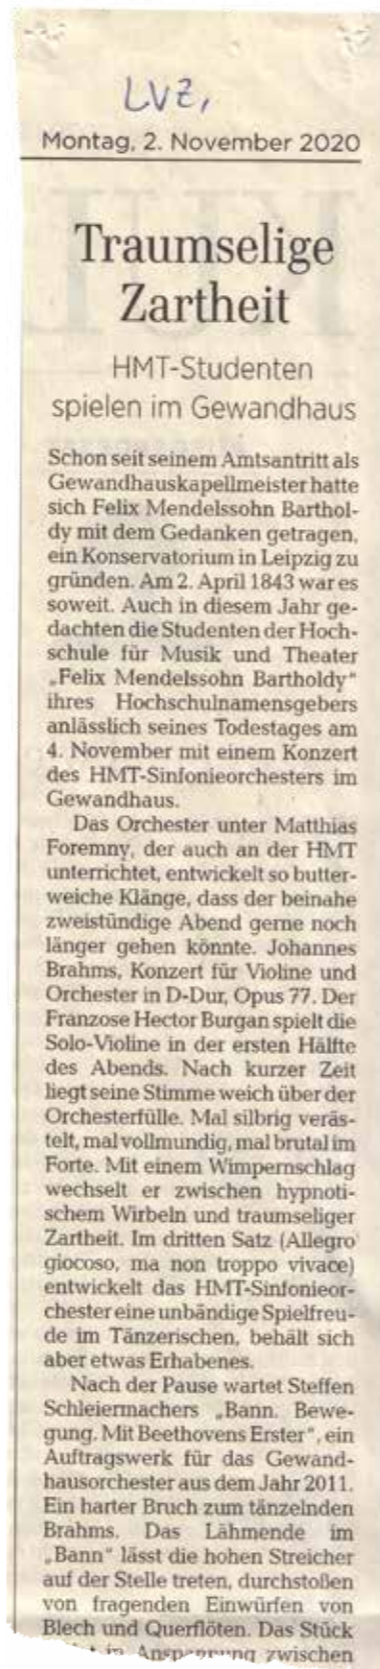 LVZ,
Montag, 2. November 2020
Traumselige
Zartheit
HMT-Studenten
spielen im Gewandhaus
Schon seit seinem Amtsantritt als
Gewandhauskapellmeister hatte
sich Felix Mendelssohn Barthol-
dy mit dem Gedanken getragen,
ein Konservatorium in Leipzig zu
gründen. Am 2. April 1843 war es
soweit. Auch in diesem Jahr ge-
dachten die Studenten der Hoch-
schule für Musik und Theater
„Felix Mendelssohn Bartholdy“
ihres Hochschulnamensgebers
anlässlich seines Todestages am
4. November mit einem Konzert
des HMT-Sinfonieorchesters im
Gewandhaus.
Das Orchester unter Matthias
Foremny, der auch an der HMT
unterrichtet, entwickelt so butter-
weiche Klänge, dass der beinahe
zweistündige Abend gerne noch
länger gehen könnte. Johannes
Brahms, Konzert für Violine und
Orchester in D-Dur, Opus 77. Der
Franzose Hector Burgan spielt die
Solo-Violine in der ersten Hälfte
des Abends. Nach kurzer Zeit
liegt seine Stimme weich über der
Orchesterfülle. Mal silbrig veräs-
telt, mal vollmundig, mal brutal im
Forte. Mit einem Wimpernschlag
wechselt er zwischen hypnoti-
schem Wirbeln und traumseliger
Zartheit. Im dritten Satz (Allegro
giocoso, ma non troppo vivace)
entwickelt das HMT-Sinfonieor-
chester eine unbändige Spielfreu-
de im Tänzerischen, behält sich
aber etwas Erhabenes.
Nach der Pause wartet Steffen
Schleiermachers „Bann. Bewe-
gung. Mit Beethovens Erster“, ein
Auftragswerk für das Gewand-
hausorchester aus dem Jahr 2011.
Ein harter Bruch zum tänzelnden
Brahms. Das Lähmende im
„Bann“ lässt die hohen Streicher
auf der Stelle treten, durchstoßen
von fragenden Einwürfen von
Blech und Querflöten. Das Stück
in Anspannung zwischen